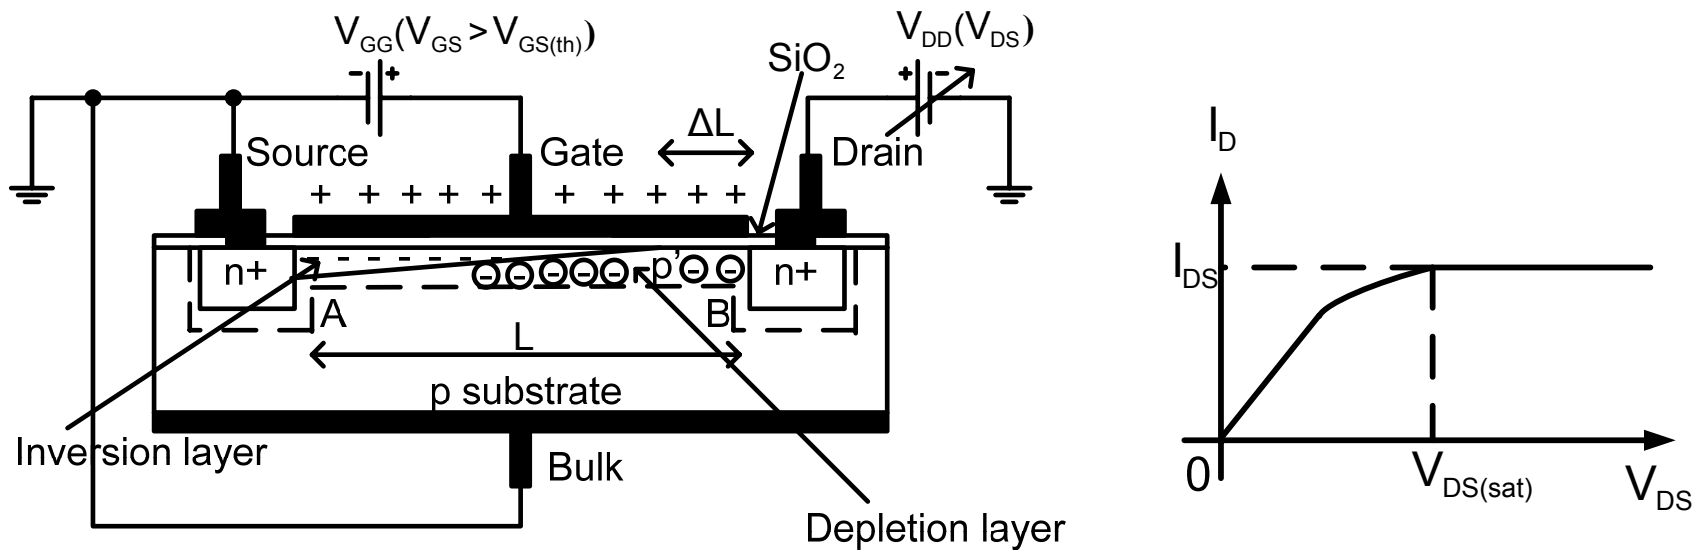 V_GG(V_GS > V_GS(th))
V_DD(V_DS)
SiO₂
- +
+ -
ΔL
Source
Gate
Drain
+ + + + + + + + + +
n+
- - - - - -
p’
n+
- - - - - - -
A
B
L
p substrate
Inversion layer
Bulk
Depletion layer
I_D
I_DS
0
V_DS(sat)
V_DS